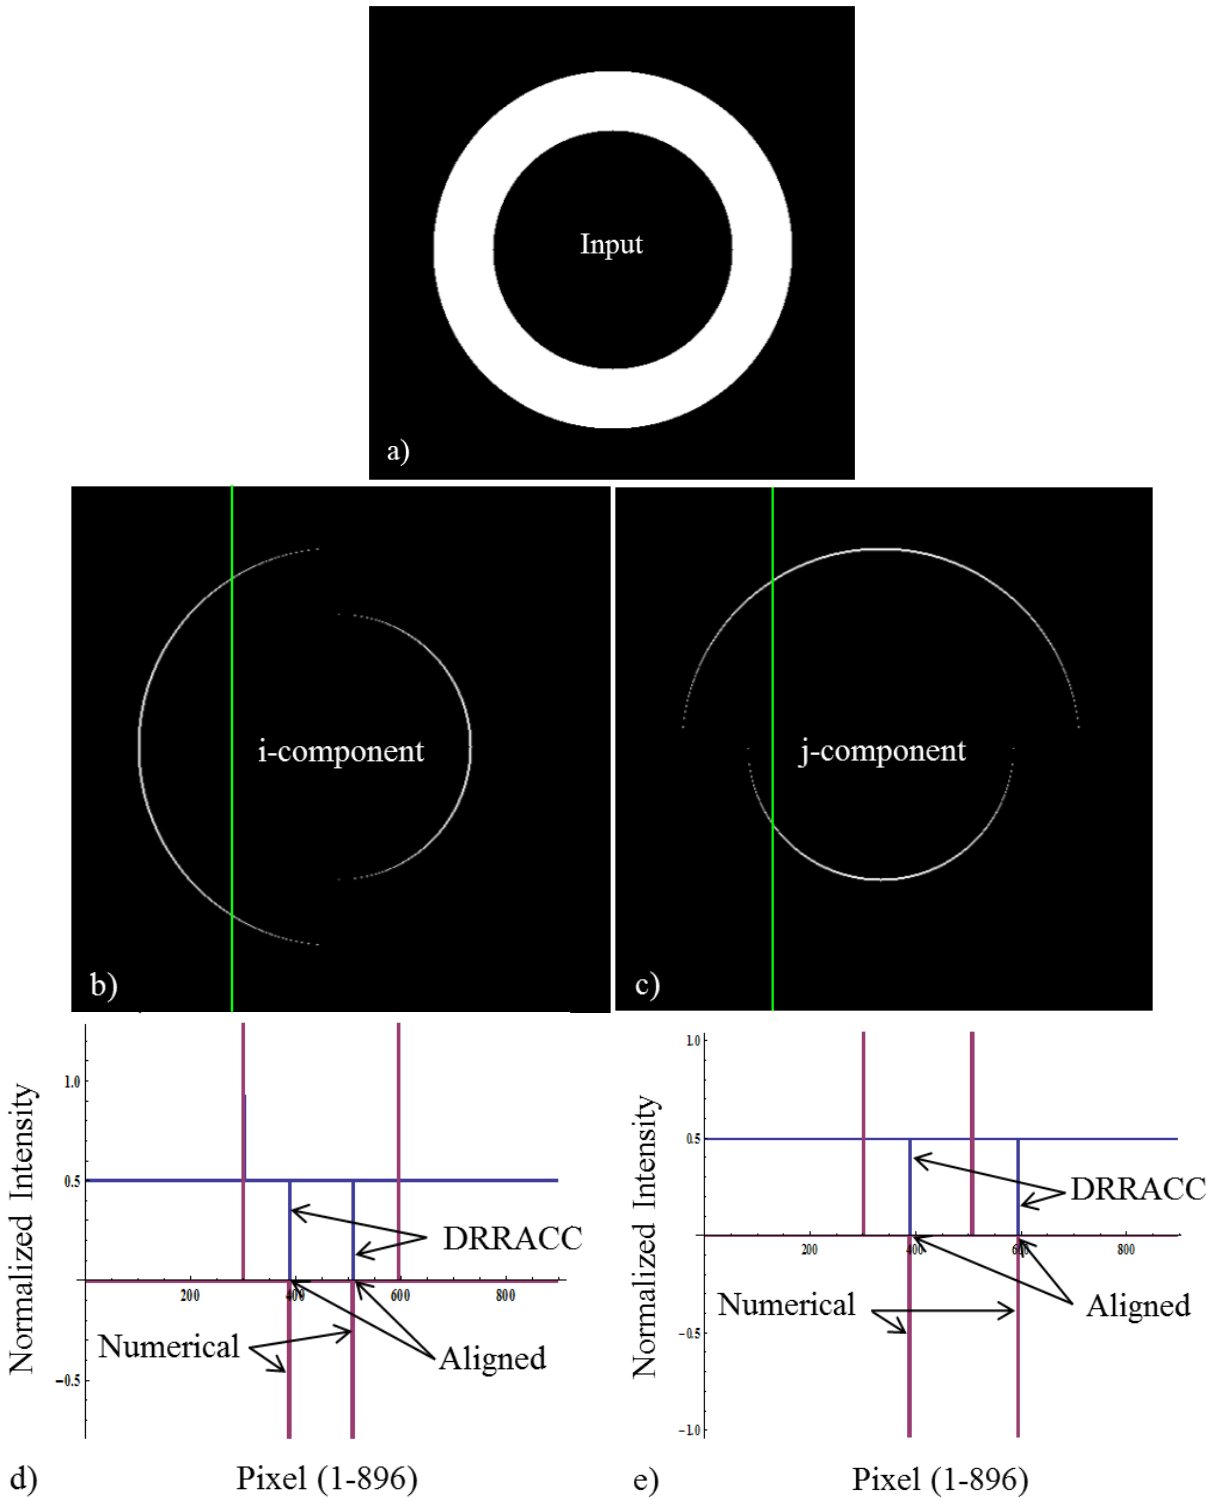 Input
a)
i-component
b)
j-component
c)
Normalized Intensity
1.0
0.5
-0.5
200
400
600
800
DRRACC
Numerical
Aligned
d)
Pixel (1-896)
Normalized Intensity
1.0
0.5
-0.5
-1.0
200
400
600
800
DRRACC
Numerical
Aligned
e)
Pixel (1-896)